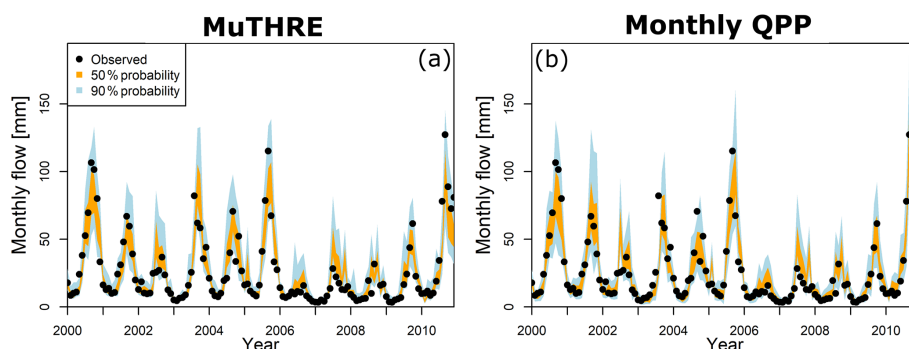 MuTHRE
Monthly QPP
(a)
(b)
Observed
50 % probability
90 % probability
Monthly flow [mm]
150
100
50
0
2000 2002 2004 2006 2008 2010
Year
Monthly flow [mm]
150
100
50
0
2000 2002 2004 2006 2008 2010
Year